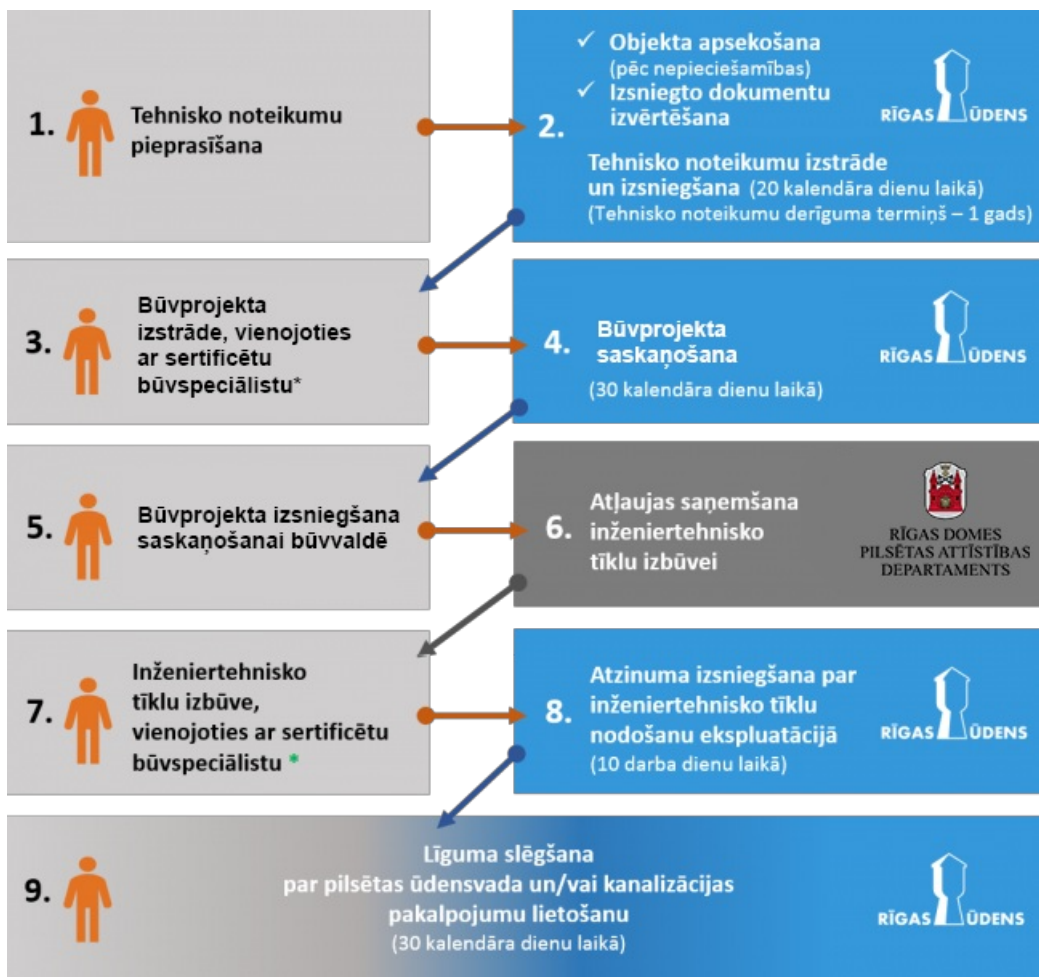 1.
Tehnisko noteikumu
pieprasīšana
2.
✓ Objekta apsekošana
(pēc nepieciešamības)
✓ Izsniegto dokumentu
izvērtēšana
Tehnisko noteikumu izstrāde
un izsniegšana (20 kalendāra dienu laikā)
(Tehnisko noteikumu derīguma termiņš – 1 gads)
RĪGAS ŪDENS
3.
Būvprojekta
izstrāde, vienojoties
ar sertificētu
būvspeciālistu*
4.
Būvprojekta
saskaņošana
(30 kalendāra dienu laikā)
RĪGAS ŪDENS
5.
Būvprojekta izsniegšana
saskaņošanai būvvaldē
6.
Atļaujas saņemšana
inženiertehnisko
tīklu izbūvei
RĪGAS DOMES
PILSĒTAS ATTĪSTĪBAS
DEPARTAMENTS
7.
Inženiertehnisko
tīklu izbūve,
vienojoties ar sertificētu
būvspeciālistu *
8.
Atzinuma izsniegšana par
inženiertehnisko tīklu
nodošanu ekspluatācijā
(10 darba dienu laikā)
RĪGAS ŪDENS
9.
Līguma slēgšana
par pilsētas ūdensvada un/vai kanalizācijas
pakalpojumu lietošanu
(30 kalendāra dienu laikā)
RĪGAS ŪDENS